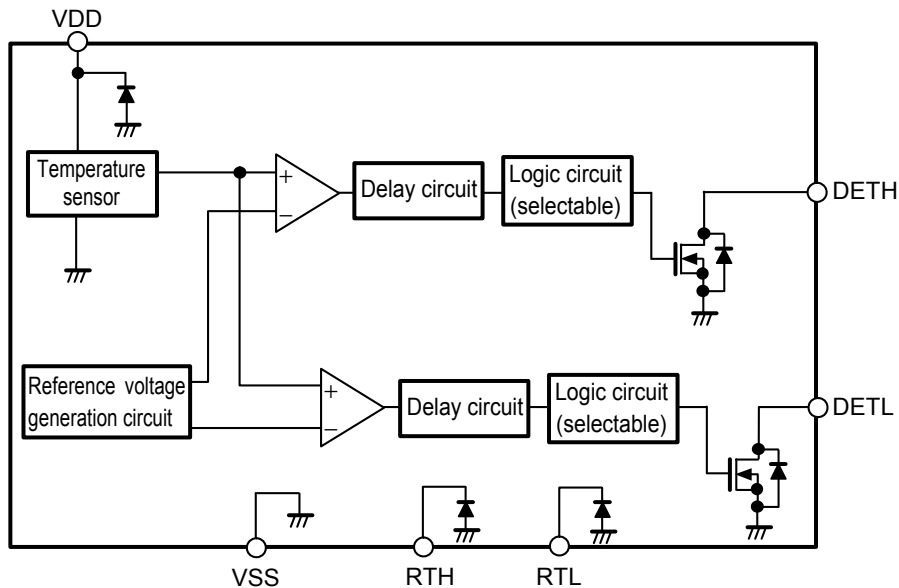 VDD
Temperature
sensor
+
−
Delay circuit
Logic circuit
(selectable)
DETH
Reference voltage
generation circuit
+
−
Delay circuit
Logic circuit
(selectable)
DETL
VSS
RTH
RTL